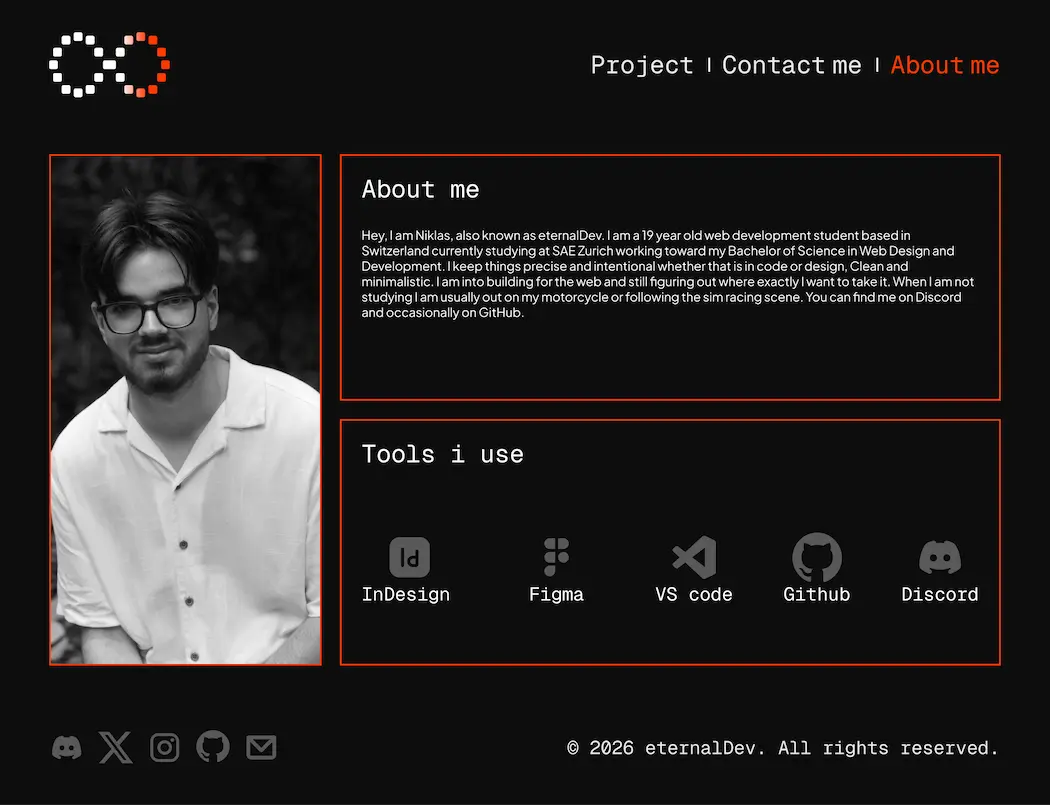 Project | Contact me | About me
About me
Hey, I am Niklas, also known as eternalDev. I am a 19 year old web development student based in
Switzerland currently studying at SAE Zurich working toward my Bachelor of Science in Web Design and
Development. I keep things precise and intentional whether that is in code or design, Clean and
minimalistic. I am into building for the web and still figuring out where exactly I want to take it. When I am not
studying I am usually out on my motorcycle or following the sim racing scene. You can find me on Discord
and occasionally on GitHub.
Tools i use
Id
InDesign Figma VS code Github Discord
© 2026 eternalDev. All rights reserved.